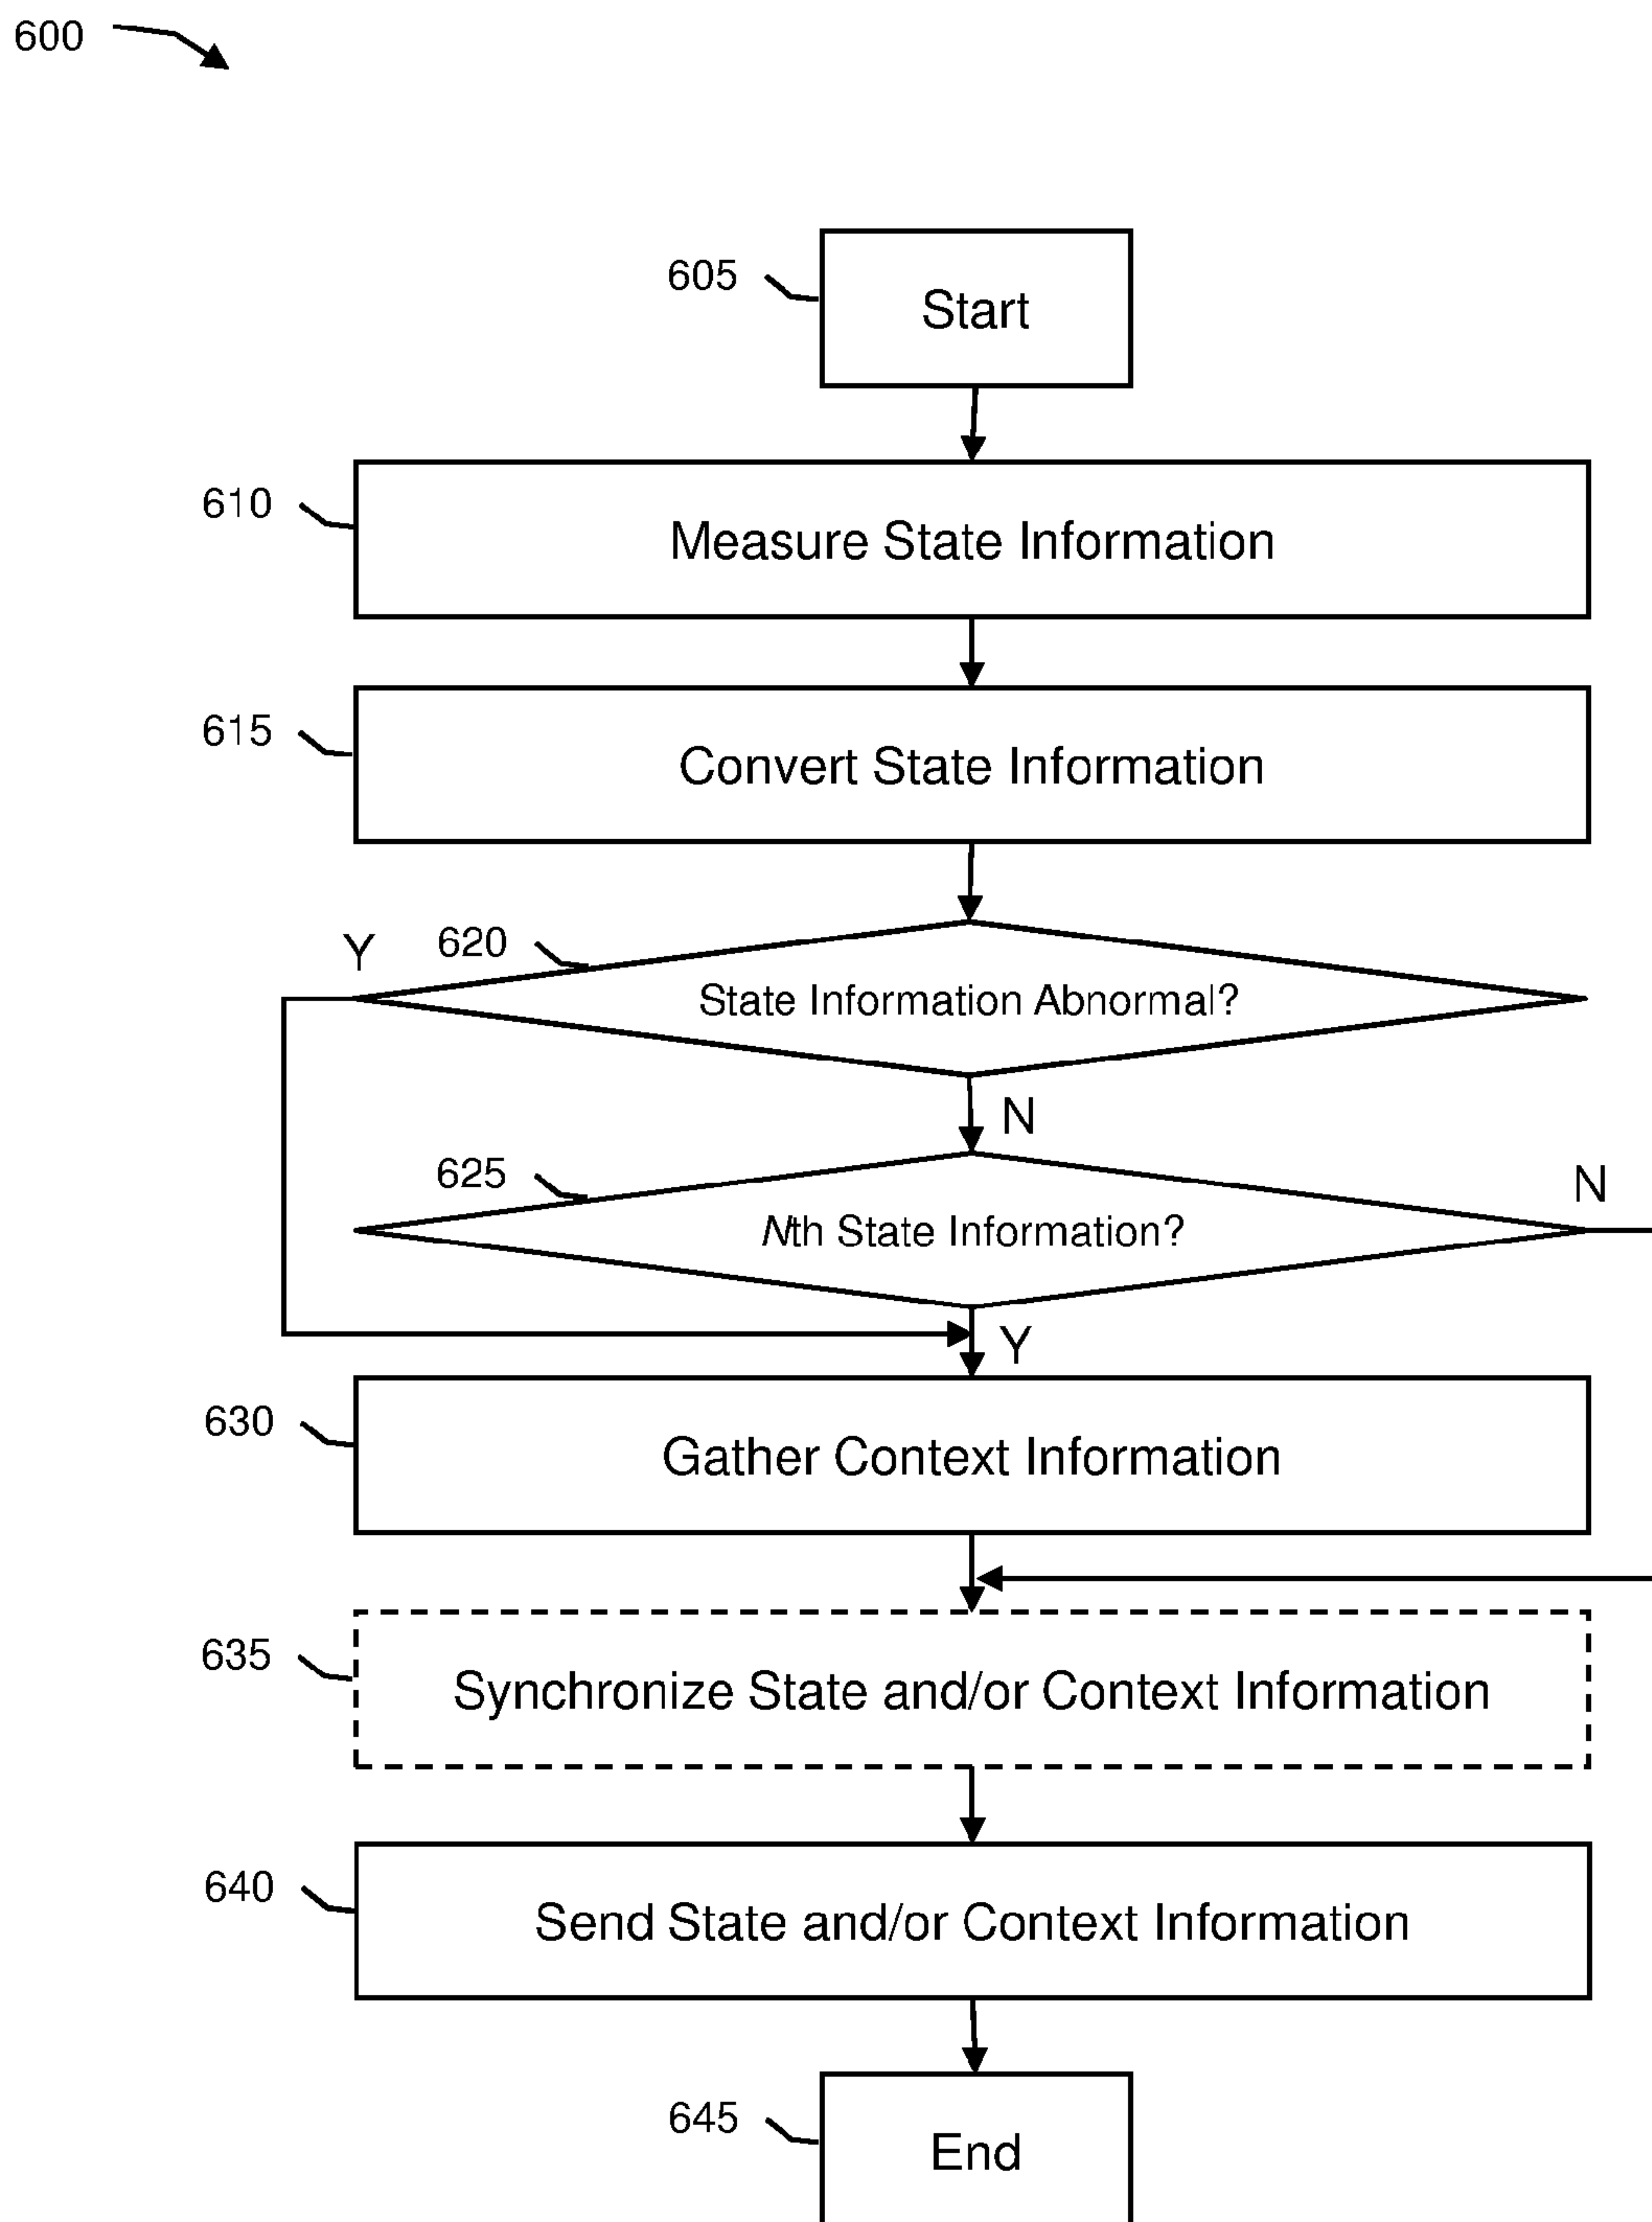 600
605
Start
610
Measure State Information
615
Convert State Information
Y
620
State Information Abnormal?
N
625
Nth State Information?
N
Y
630
Gather Context Information
635
Synchronize State and/or Context Information
640
Send State and/or Context Information
645
End